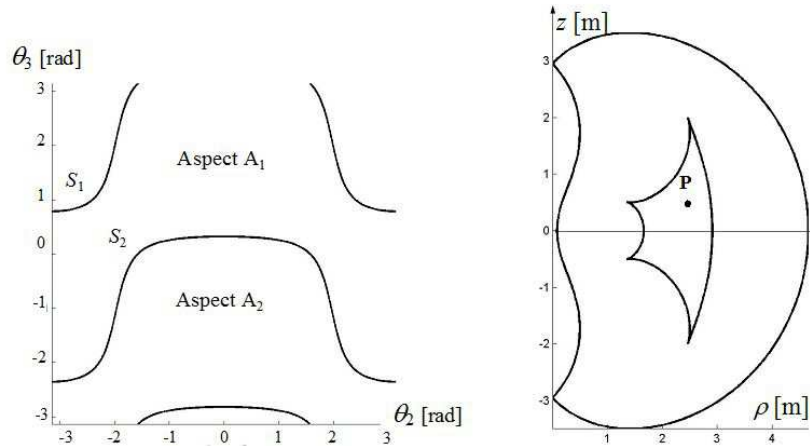 θ3 [rad]
3
2
1
0
-1
-2
-3
S1
S2
Aspect A1
Aspect A2
-3 -2 -1 0 1 2 3
θ2 [rad]
z [m]
3
2
1
0
-1
-2
-3
P
1 2 3 4
ρ [m]